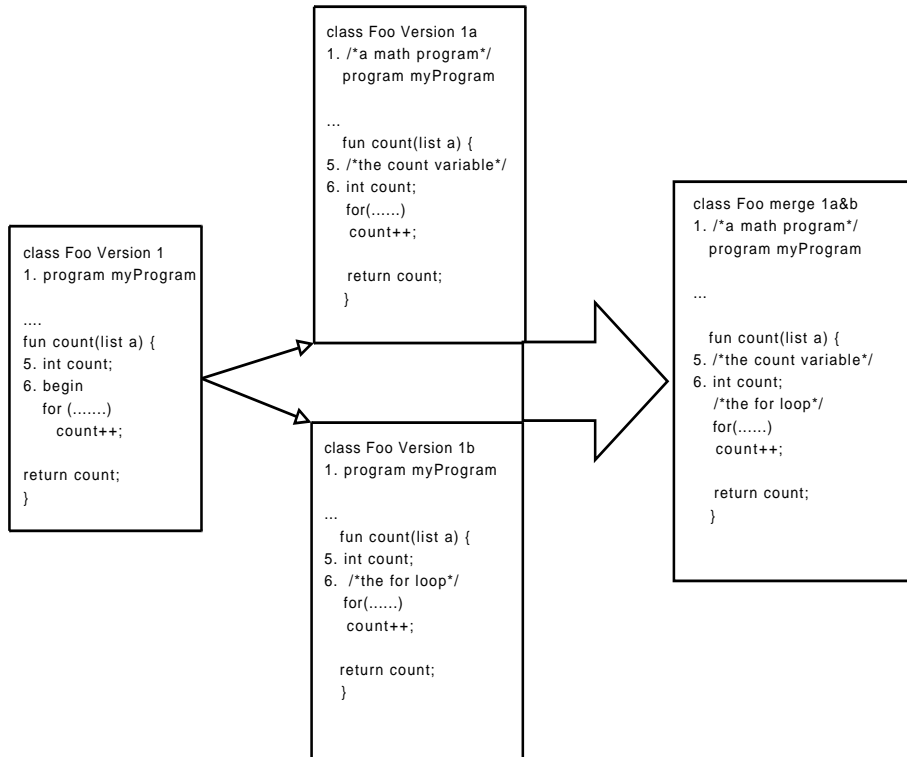 class Foo Version 1
1. program myProgram
....
fun count(list a) {
5. int count;
6. begin
for (.......)
count++;
return count;
}
class Foo Version 1a
1. /*a math program*/
program myProgram
...
fun count(list a) {
5. /*the count variable*/
6. int count;
for(......)
count++;
return count;
}
class Foo Version 1b
1. program myProgram
...
fun count(list a) {
5. int count;
6. /*the for loop*/
for(......)
count++;
return count;
}
class Foo merge 1a&b
1. /*a math program*/
program myProgram
...
fun count(list a) {
5. /*the count variable*/
6. int count;
/*the for loop*/
for(......)
count++;
return count;
}